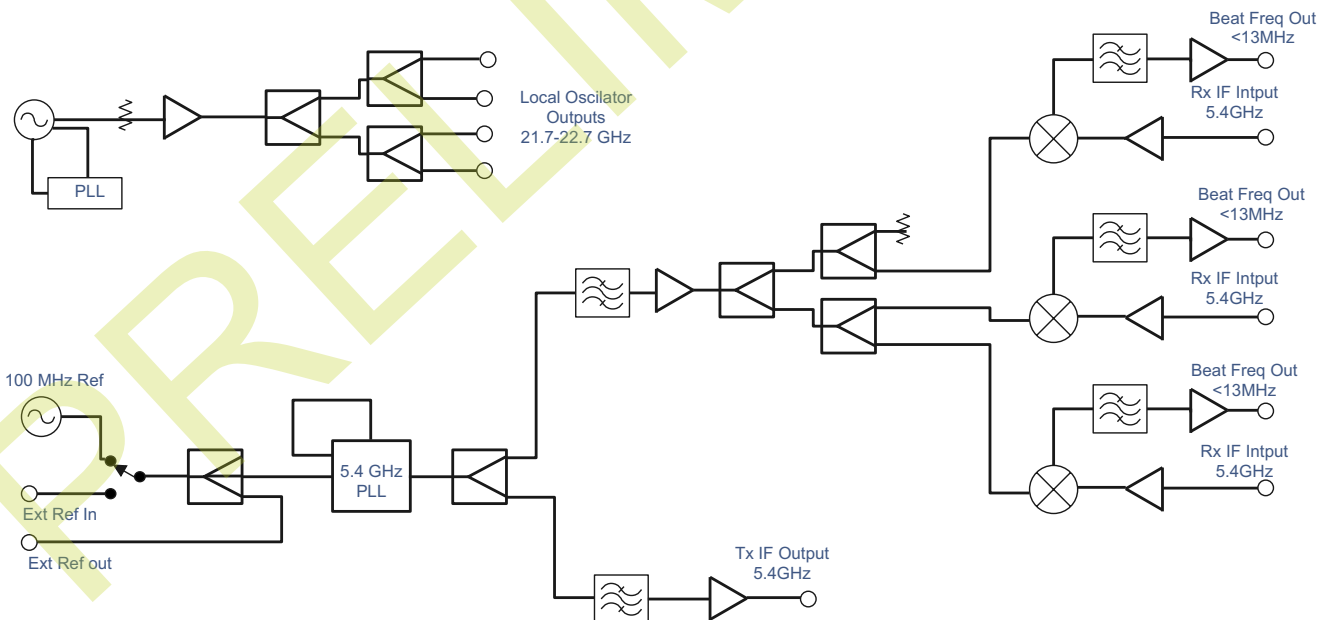 Beat Freq Out
<13MHz
Rx IF Intput
5.4GHz
Local Oscilator
Outputs
21.7-22.7 GHz
PLL
Beat Freq Out
<13MHz
Rx IF Intput
5.4GHz
100 MHz Ref
Beat Freq Out
<13MHz
5.4 GHz
PLL
Rx IF Intput
5.4GHz
Ext Ref In
Ext Ref out
Tx IF Output
5.4GHz